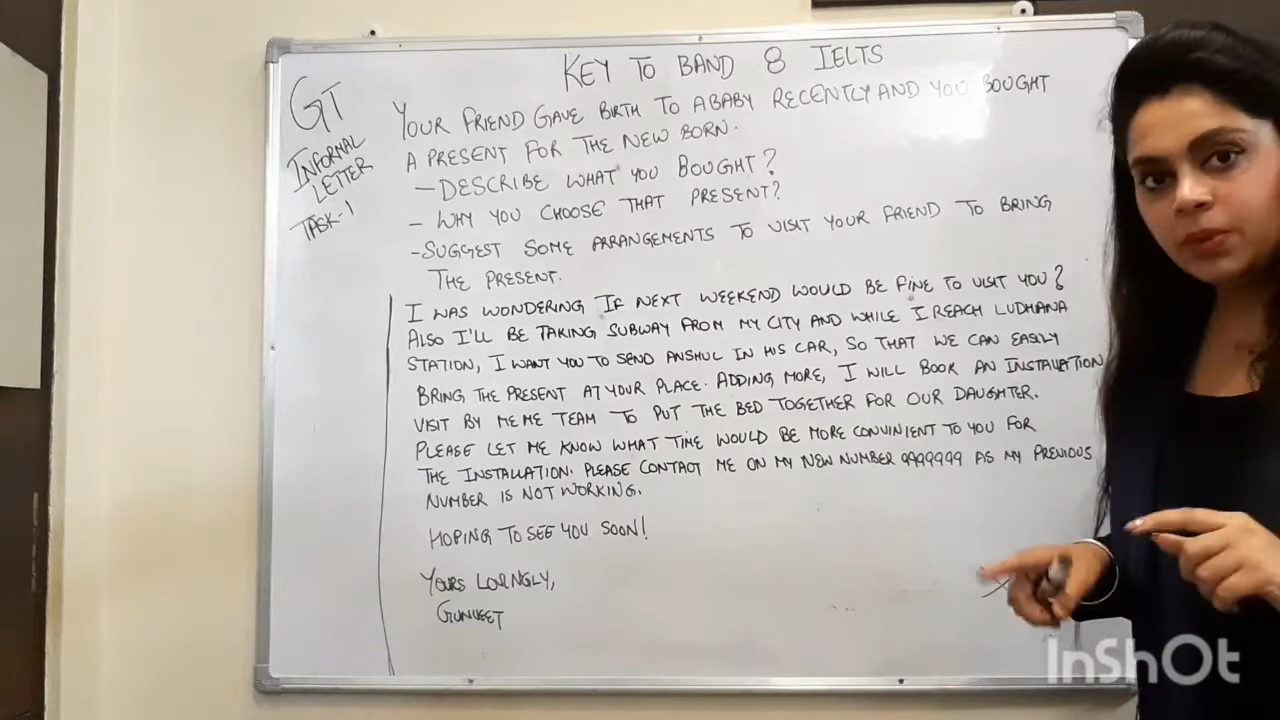 KEY TO BAND 8 IELTS
GT
INFORMAL
LETTER
TASK-1
YOUR FRIEND GAVE BIRTH TO A BABY RECENTLY AND YOU BOUGHT
A PRESENT FOR THE NEW BORN.
- DESCRIBE WHAT YOU BOUGHT?
- WHY YOU CHOOSE THAT PRESENT?
- SUGGEST SOME ARRANGEMENTS TO VISIT YOUR FRIEND TO BRING
THE PRESENT.
I WAS WONDERING IF NEXT WEEKEND WOULD BE FINE TO VISIT YOU?
ALSO I'LL BE TAKING SUBWAY FROM MY CITY AND WHILE I REACH LUDHANA
STATION, I WANT YOU TO SEND ANSHUL IN HIS CAR, SO THAT WE CAN EASILY
BRING THE PRESENT AT YOUR PLACE. ADDING MORE, I WILL BOOK AN INSTALLATION
VISIT BY MEME TEAM TO PUT THE BED TOGETHER FOR OUR DAUGHTER.
PLEASE LET ME KNOW WHAT TIME WOULD BE MORE CONVINIENT TO YOU FOR
THE INSTALLATION. PLEASE CONTACT ME ON MY NEW NUMBER 9999999 AS MY PREVIOUS
NUMBER IS NOT WORKING.
HOPING TO SEE YOU SOON!
YOURS LOVINGLY,
GUNVEET
InShOt